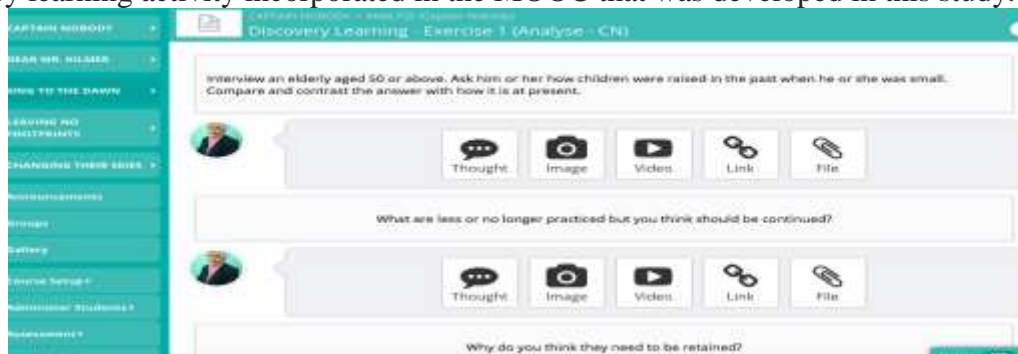 y learning activity incorporated in the MOOC that was developed in this study.
CAPTAIN NOBODY
DEAR MR. KILMER
KING TO THE DAWN
LEAVING NO
FOOTPRINTS
CHANGING THEIR SKIES
Announcements
Groups
Gallery
Course Setup
Administer Students
Assessment
Discovery Learning - Exercise 1 (Analyse - CN)
Interview an elderly aged 50 or above. Ask him or her how children were raised in the past when he or she was small.
Compare and contrast the answer with how it is at present.
Thought Image Video Link File
What are less or no longer practiced but you think should be continued?
Thought Image Video Link File
Why do you think they need to be retained?